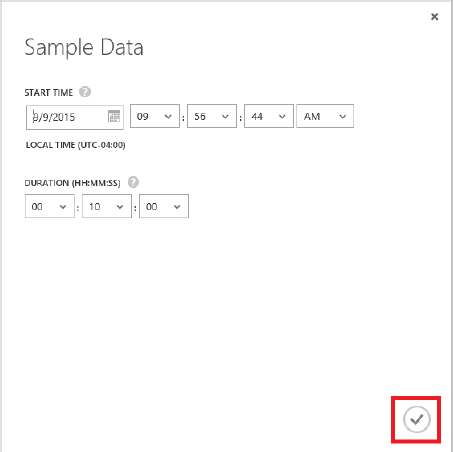 Sample Data
START TIME ?
9/9/2015 09 : 56 : 44 AM
LOCAL TIME (UTC-04:00)
DURATION (HH:MM:SS) ?
00 : 10 : 00